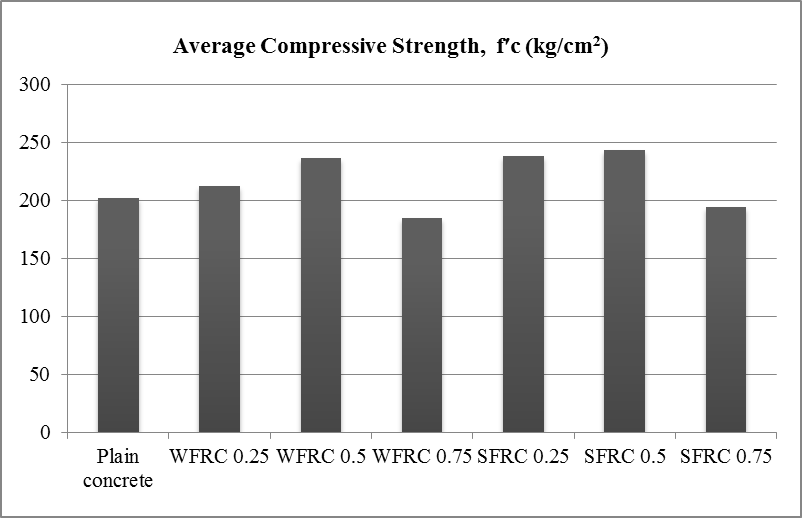 Average Compressive Strength, f′c (kg/cm²)
300
250
200
150
100
50
0
Plain
concrete
WFRC 0.25
WFRC 0.5
WFRC 0.75
SFRC 0.25
SFRC 0.5
SFRC 0.75